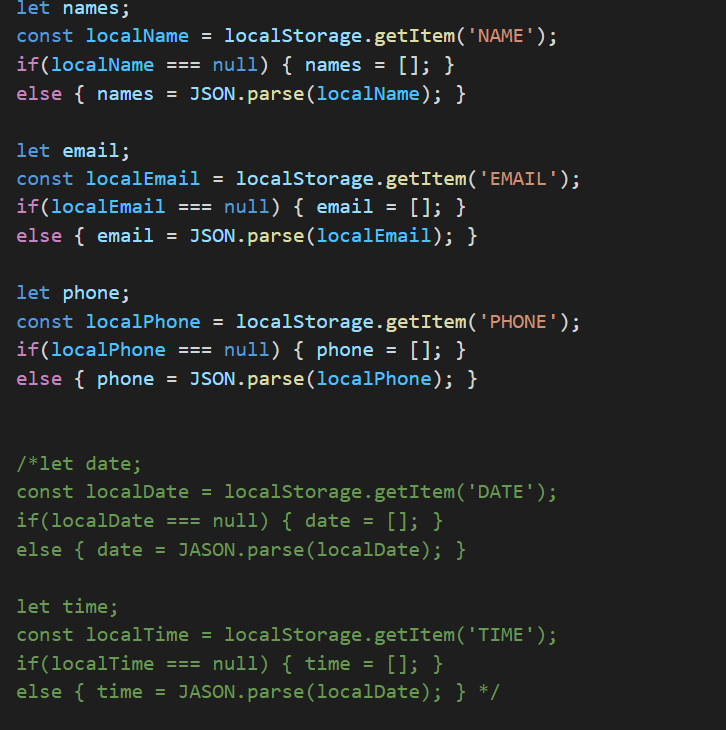 let names;
const localName = localStorage.getItem('NAME');
if(localName === null) { names = []; }
else { names = JSON.parse(localName); }
let email;
const localEmail = localStorage.getItem('EMAIL');
if(localEmail === null) { email = []; }
else { email = JSON.parse(localEmail); }
let phone;
const localPhone = localStorage.getItem('PHONE');
if(localPhone === null) { phone = []; }
else { phone = JSON.parse(localPhone); }
/*let date;
const localDate = localStorage.getItem('DATE');
if(localDate === null) { date = []; }
else { date = JASON.parse(localDate); }
let time;
const localTime = localStorage.getItem('TIME');
if(localTime === null) { time = []; }
else { time = JASON.parse(localDate); } */